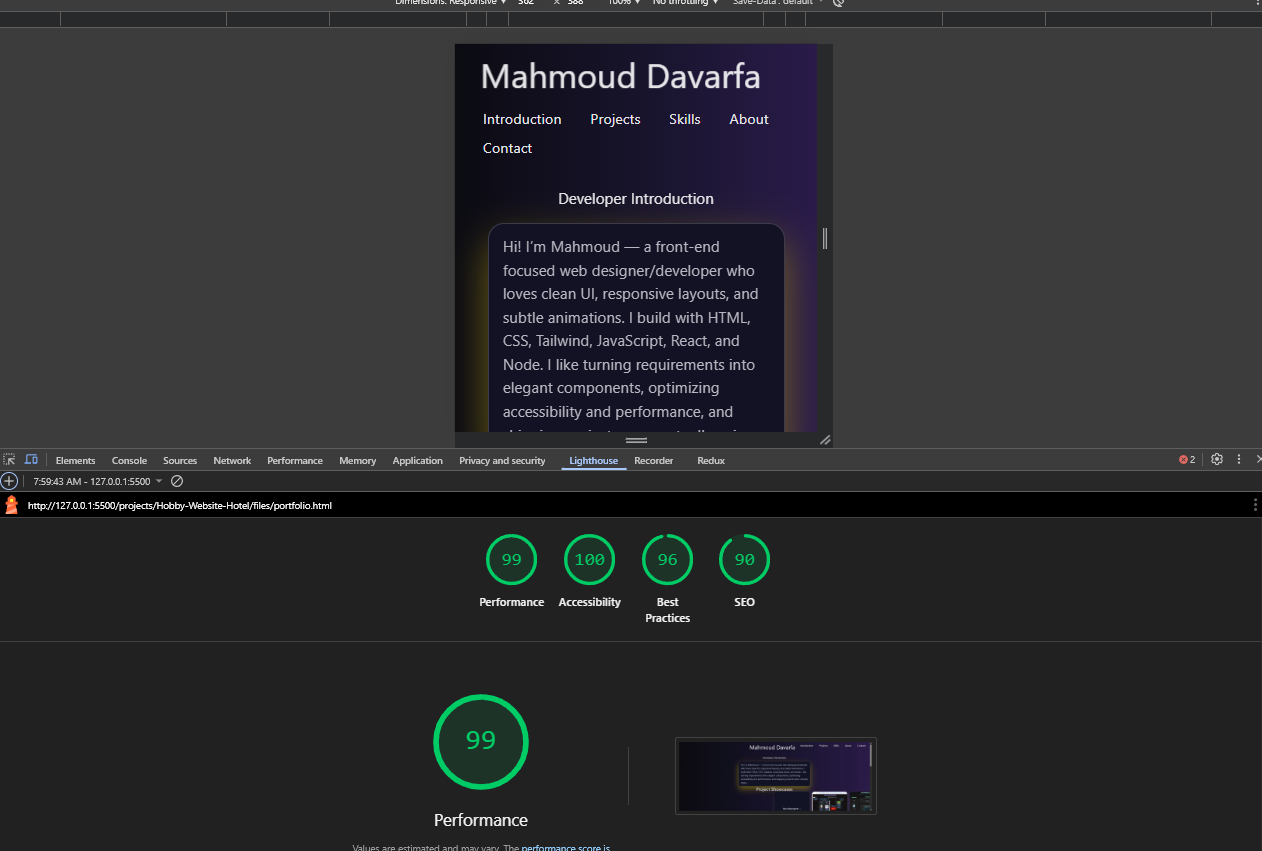 Dimensions: Responsive ▼ 362 × 388 100% ▼ No throttling ▼ Save-Data: default
Mahmoud Davarfa
Introduction Projects Skills About
Contact
Developer Introduction
Hi! I'm Mahmoud — a front-end
focused web designer/developer who
loves clean UI, responsive layouts, and
subtle animations. I build with HTML,
CSS, Tailwind, JavaScript, React, and
Node. I like turning requirements into
elegant components, optimizing
accessibility and performance, and
Elements Console Sources Network Performance Memory Application Privacy and security Lighthouse Recorder Redux 2
7:59:43 AM - 127.0.0.1:5500
http://127.0.0.1:5500/projects/Hobby-Website-Hotel/files/portfolio.html
99 100 96 90
Performance Accessibility Best Practices SEO
99
Mahmoud Davarfa
Project Showcases
Performance
Values are estimated and may vary. The performance score is